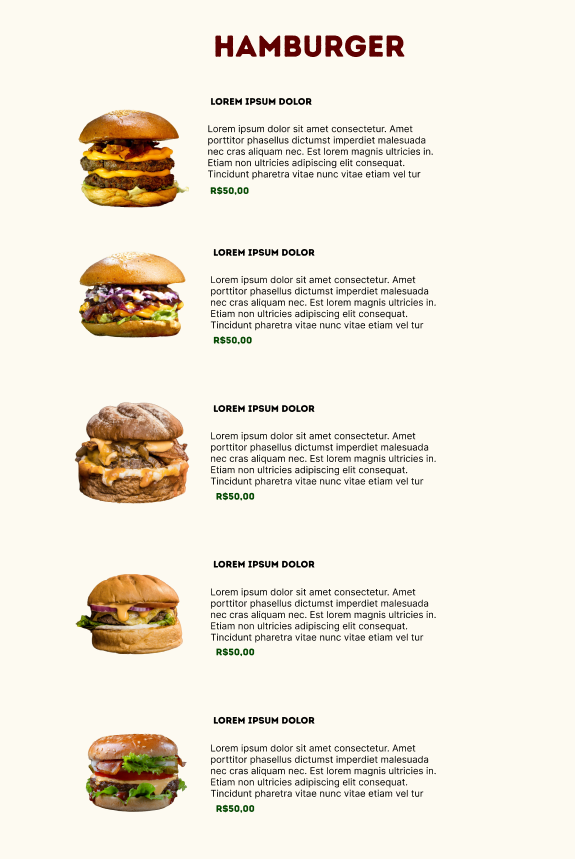 HAMBURGER
LOREM IPSUM DOLOR
Lorem ipsum dolor sit amet consectetur. Amet
porttitor phasellus dictumst imperdiet malesuada
nec cras aliquam nec. Est lorem magnis ultricies in.
Etiam non ultricies adipiscing elit consequat.
Tincidunt pharetra vitae nunc vitae etiam vel tur
R$50,00
LOREM IPSUM DOLOR
Lorem ipsum dolor sit amet consectetur. Amet
porttitor phasellus dictumst imperdiet malesuada
nec cras aliquam nec. Est lorem magnis ultricies in.
Etiam non ultricies adipiscing elit consequat.
Tincidunt pharetra vitae nunc vitae etiam vel tur
R$50,00
LOREM IPSUM DOLOR
Lorem ipsum dolor sit amet consectetur. Amet
porttitor phasellus dictumst imperdiet malesuada
nec cras aliquam nec. Est lorem magnis ultricies in.
Etiam non ultricies adipiscing elit consequat.
Tincidunt pharetra vitae nunc vitae etiam vel tur
R$50,00
LOREM IPSUM DOLOR
Lorem ipsum dolor sit amet consectetur. Amet
porttitor phasellus dictumst imperdiet malesuada
nec cras aliquam nec. Est lorem magnis ultricies in.
Etiam non ultricies adipiscing elit consequat.
Tincidunt pharetra vitae nunc vitae etiam vel tur
R$50,00
LOREM IPSUM DOLOR
Lorem ipsum dolor sit amet consectetur. Amet
porttitor phasellus dictumst imperdiet malesuada
nec cras aliquam nec. Est lorem magnis ultricies in.
Etiam non ultricies adipiscing elit consequat.
Tincidunt pharetra vitae nunc vitae etiam vel tur
R$50,00